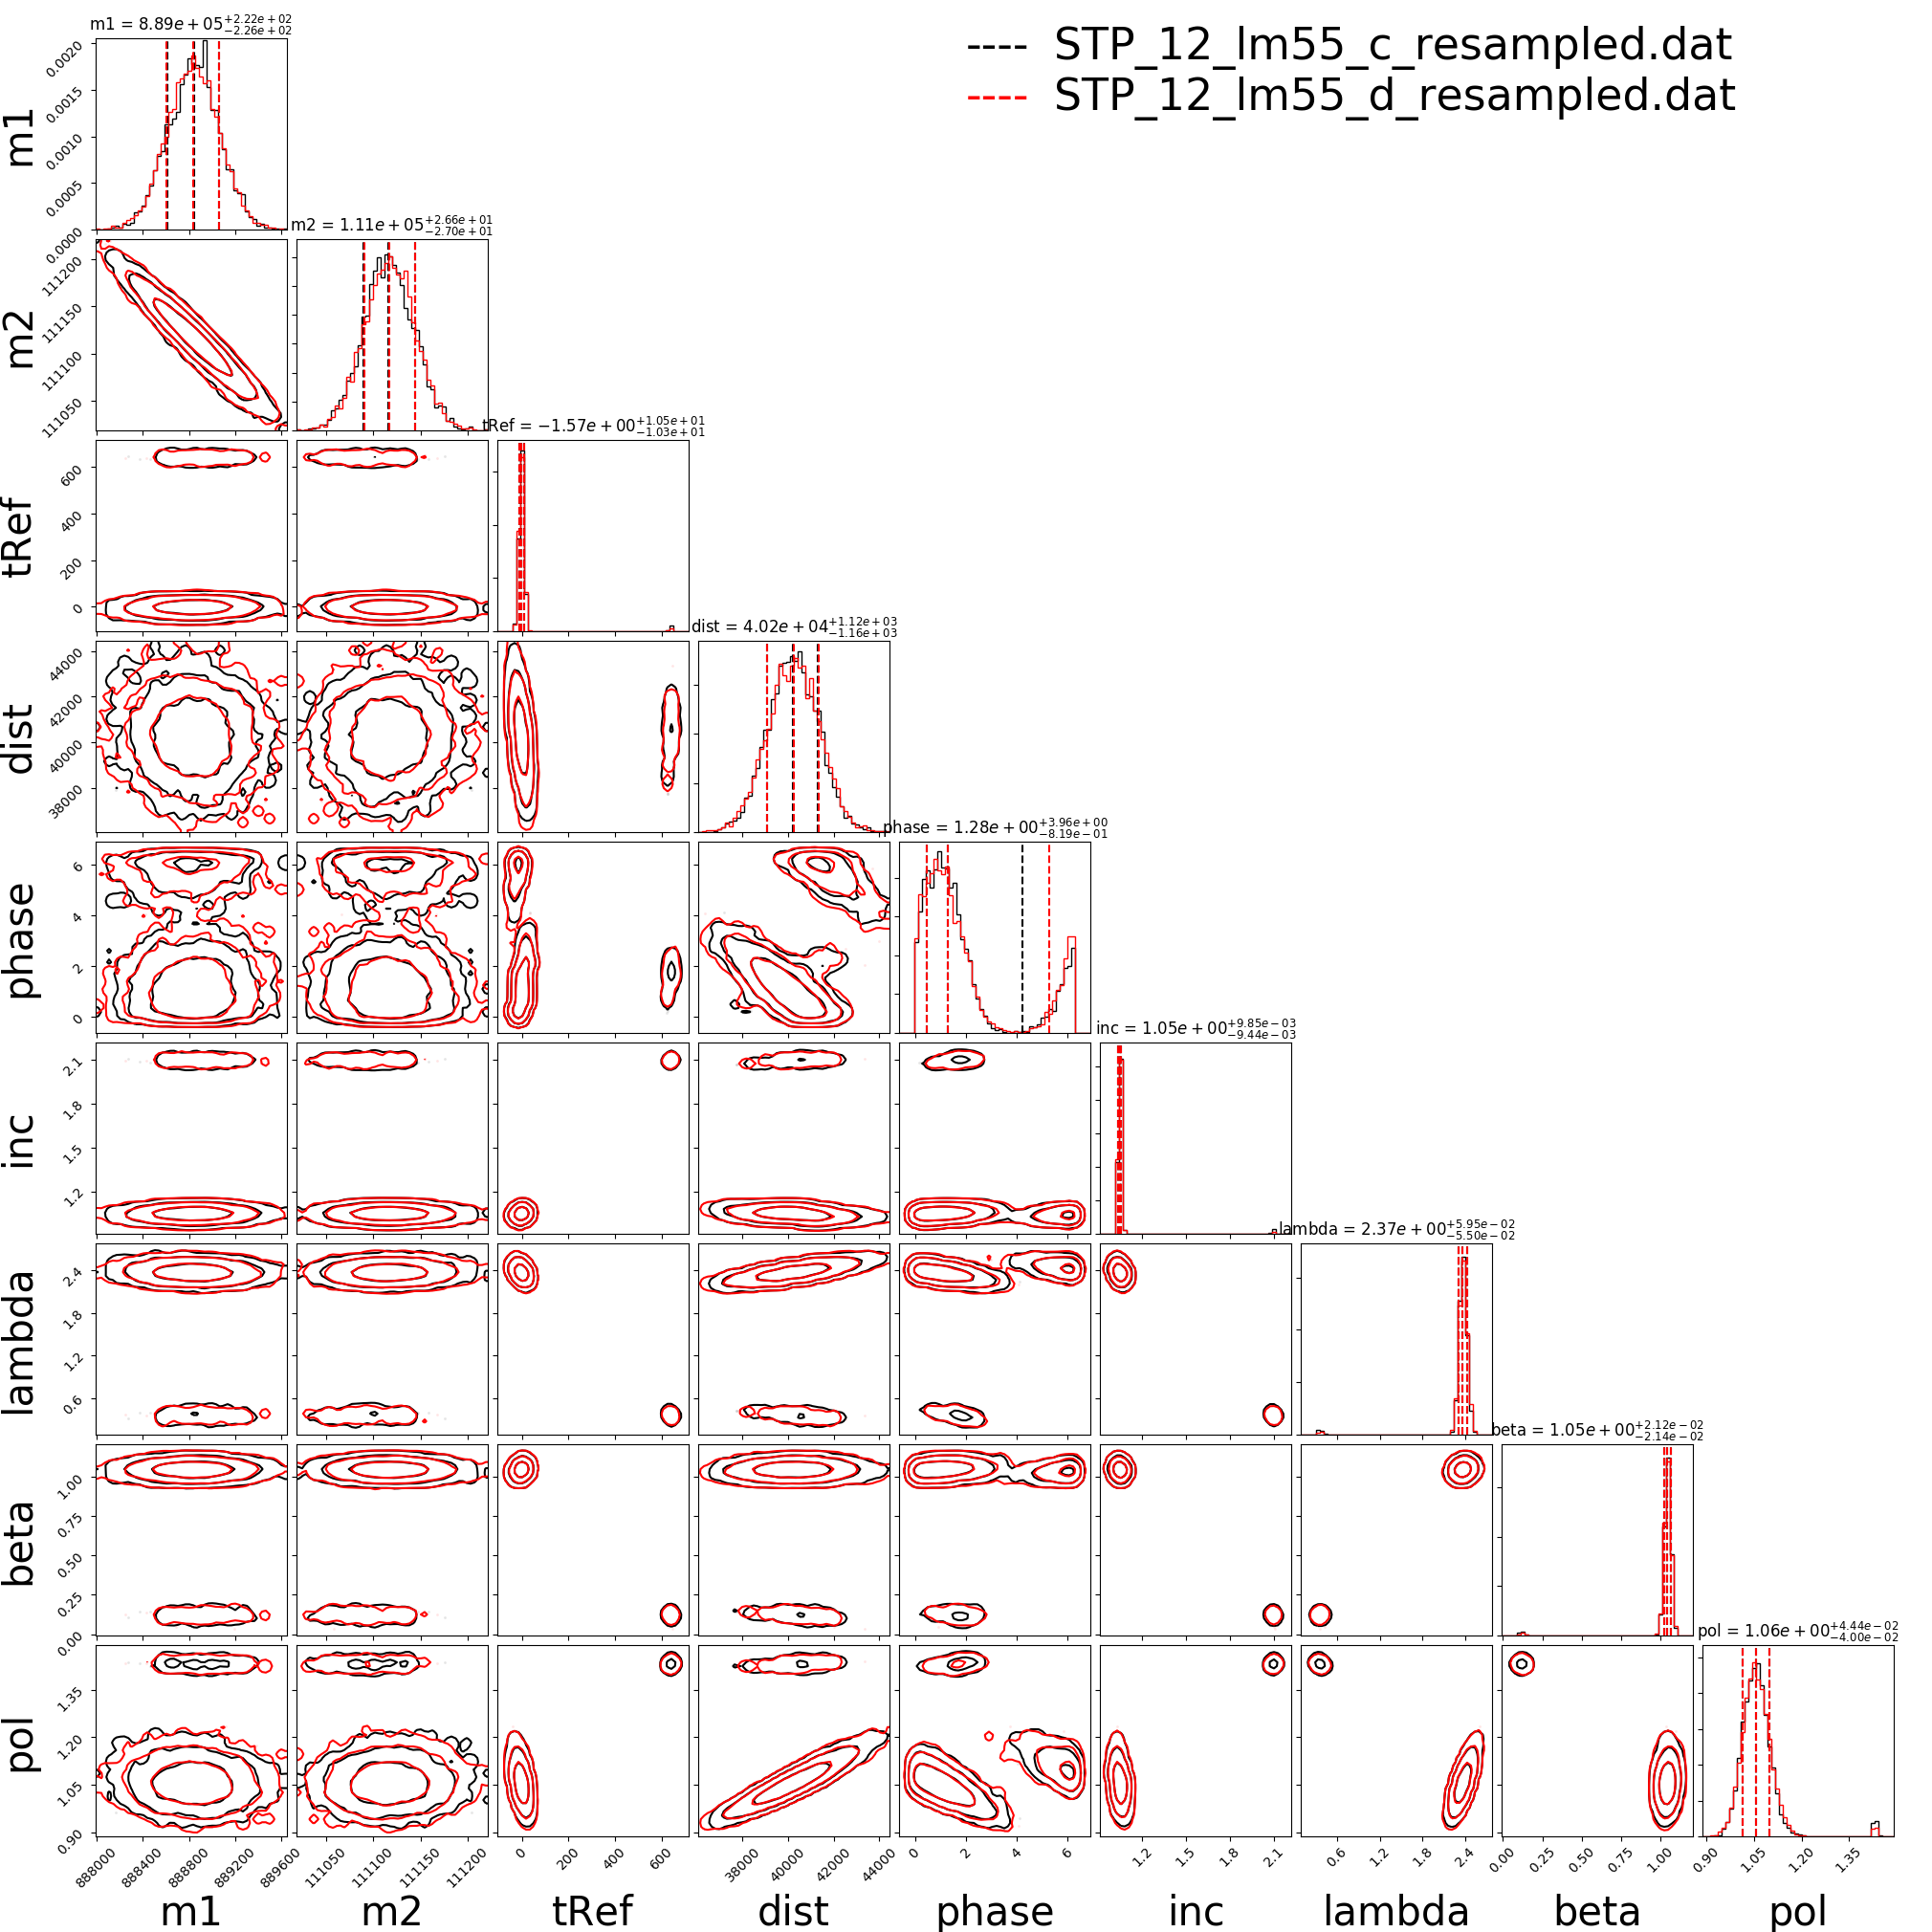 m1 = 8.89e + 05 +2.22e + 02 −2.26e + 02
STP_12_lm55_c_resampled.dat
STP_12_lm55_d_resampled.dat
m1
0.0020
0.0015
0.0010
0.0005
0.0000
m2 = 1.11e + 05 +2.66e + 01 −2.70e + 01
m2
111200
111150
111100
111050
tRef = −1.57e + 00 +1.05e + 01 −1.03e + 01
tRef
600
400
200
0
dist = 4.02e + 04 +1.12e + 03 −1.16e + 03
dist
44000
42000
40000
38000
phase = 1.28e + 00 +3.96e + 00 −8.19e − 01
phase
6
4
2
0
inc = 1.05e + 00 +9.85e − 03 −9.44e − 03
inc
2.1
1.8
1.5
1.2
lambda = 2.37e + 00 +5.95e − 02 −5.50e − 02
lambda
2.4
1.8
1.2
0.6
beta = 1.05e + 00 +2.12e − 02 −2.14e − 02
beta
1.00
0.75
0.50
0.25
0.00
pol = 1.06e + 00 +4.44e − 02 −4.00e − 02
pol
1.35
1.20
1.05
0.90
88000 88400 88800 89200 889600
111050 111100 111150 111200
0 200 400 600
38000 40000 42000 44000
0 2 4 6
1.2 1.5 1.8 2.1
0.6 1.2 1.8 2.4
0.00 0.25 0.50 0.75 1.00
0.90 1.05 1.20 1.35
m1 m2 tRef dist phase inc lambda beta pol